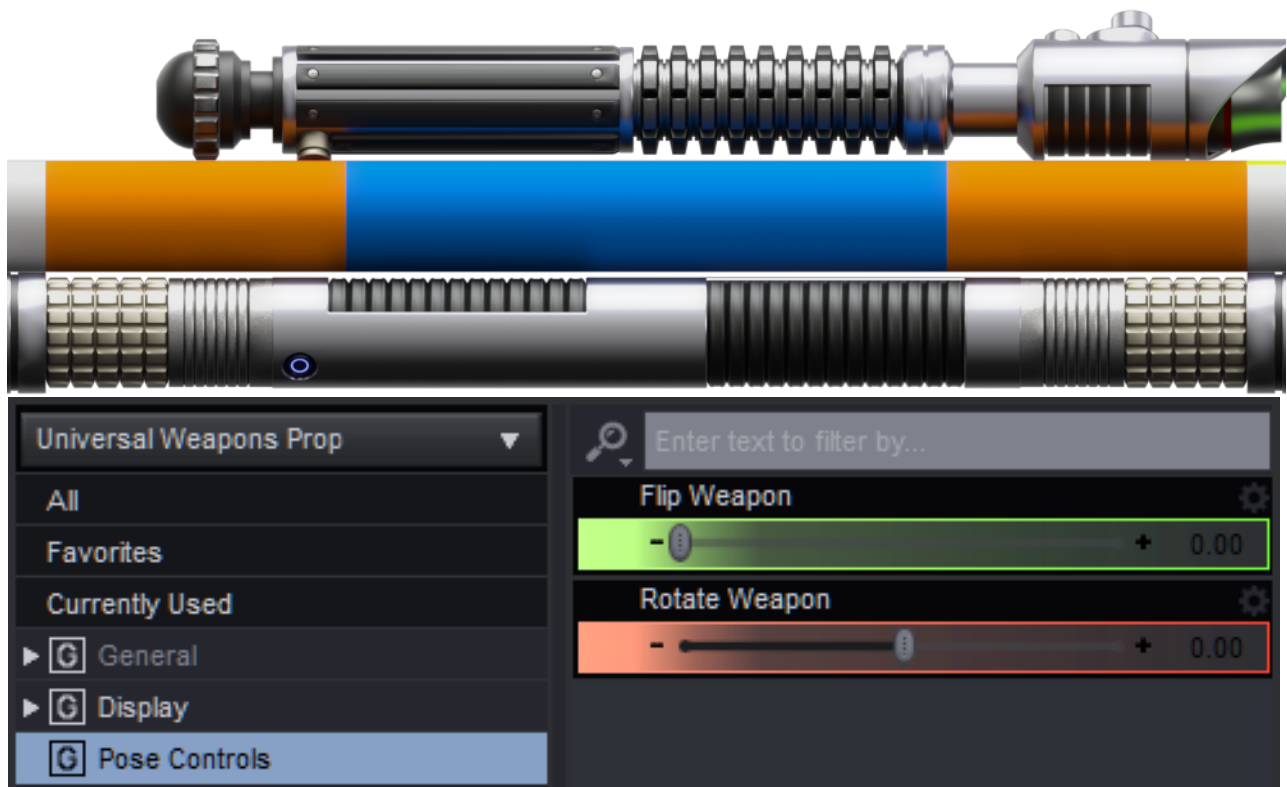 Universal Weapons Prop
Enter text to filter by...
All
Flip Weapon
- + 0.00
Favorites
Currently Used
Rotate Weapon
- + 0.00
G General
G Display
G Pose Controls